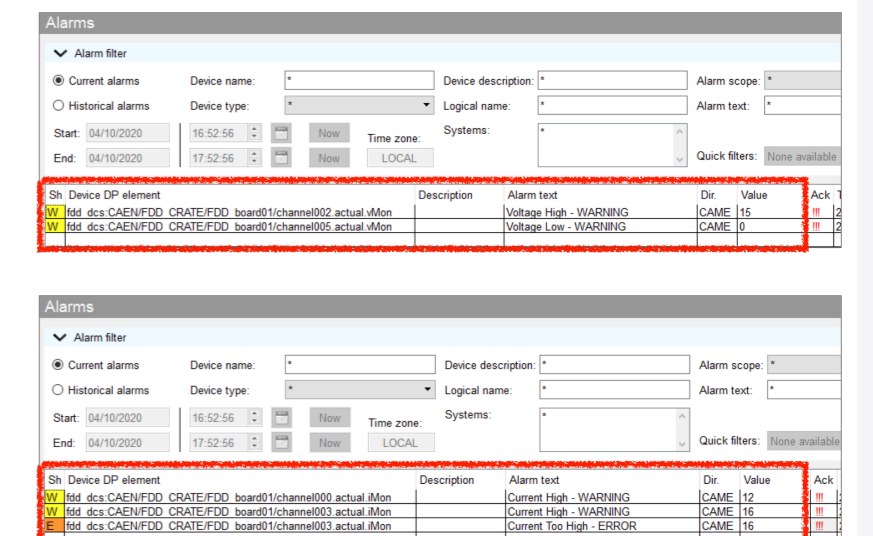 Alarms
Alarm filter
Current alarms Device name: * Device description: * Alarm scope: *
Historical alarms Device type: * Logical name: * Alarm text: *
Start: 04/10/2020 16:52:56 Now Time zone: Systems: *
End: 04/10/2020 17:52:56 Now LOCAL Quick filters: None available
Sh Device DP element Description Alarm text Dir. Value Ack
W fdd_dcs:CAEN/FDD_CRATE/FDD_board01/channel002.actual.vMon Voltage High - WARNING CAME 15 !!!
W fdd_dcs:CAEN/FDD_CRATE/FDD_board01/channel005.actual.vMon Voltage Low - WARNING CAME 0 !!!
Alarms
Alarm filter
Current alarms Device name: * Device description: * Alarm scope: *
Historical alarms Device type: * Logical name: * Alarm text: *
Start: 04/10/2020 16:52:56 Now Time zone: Systems: *
End: 04/10/2020 17:52:56 Now LOCAL Quick filters: None available
Sh Device DP element Description Alarm text Dir. Value Ack
W fdd_dcs:CAEN/FDD_CRATE/FDD_board01/channel000.actual.iMon Current High - WARNING CAME 12 !!!
W fdd_dcs:CAEN/FDD_CRATE/FDD_board01/channel003.actual.iMon Current High - WARNING CAME 16 !!!
E fdd_dcs:CAEN/FDD_CRATE/FDD_board01/channel003.actual.iMon Current Too High - ERROR CAME 16 !!!